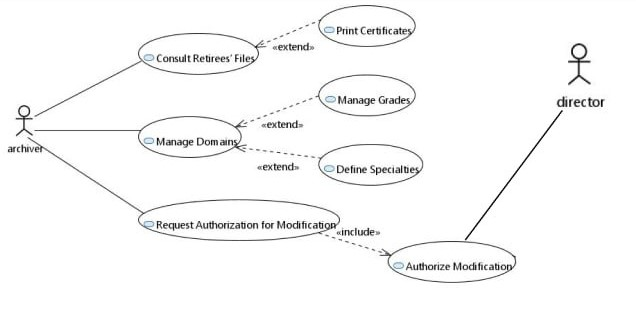 Print Certificates
«extend»
Consult Retirees' Files
director
Manage Grades
«extend»
Manage Domains
archiver
«extend»
Define Specialties
Request Authorization for Modification
«include»
Authorize Modification